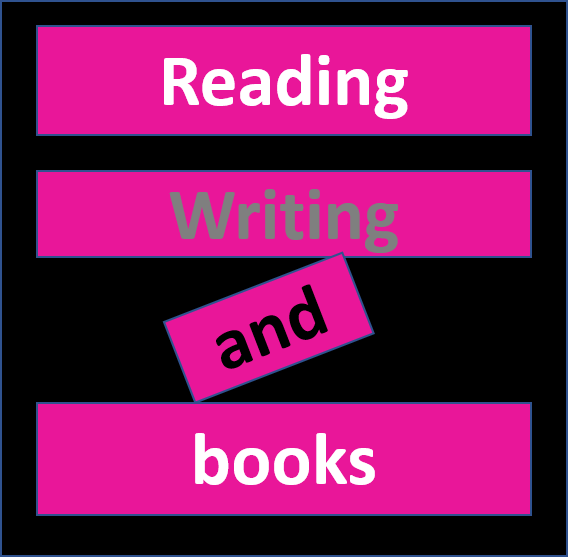 Reading
Writing
and
books